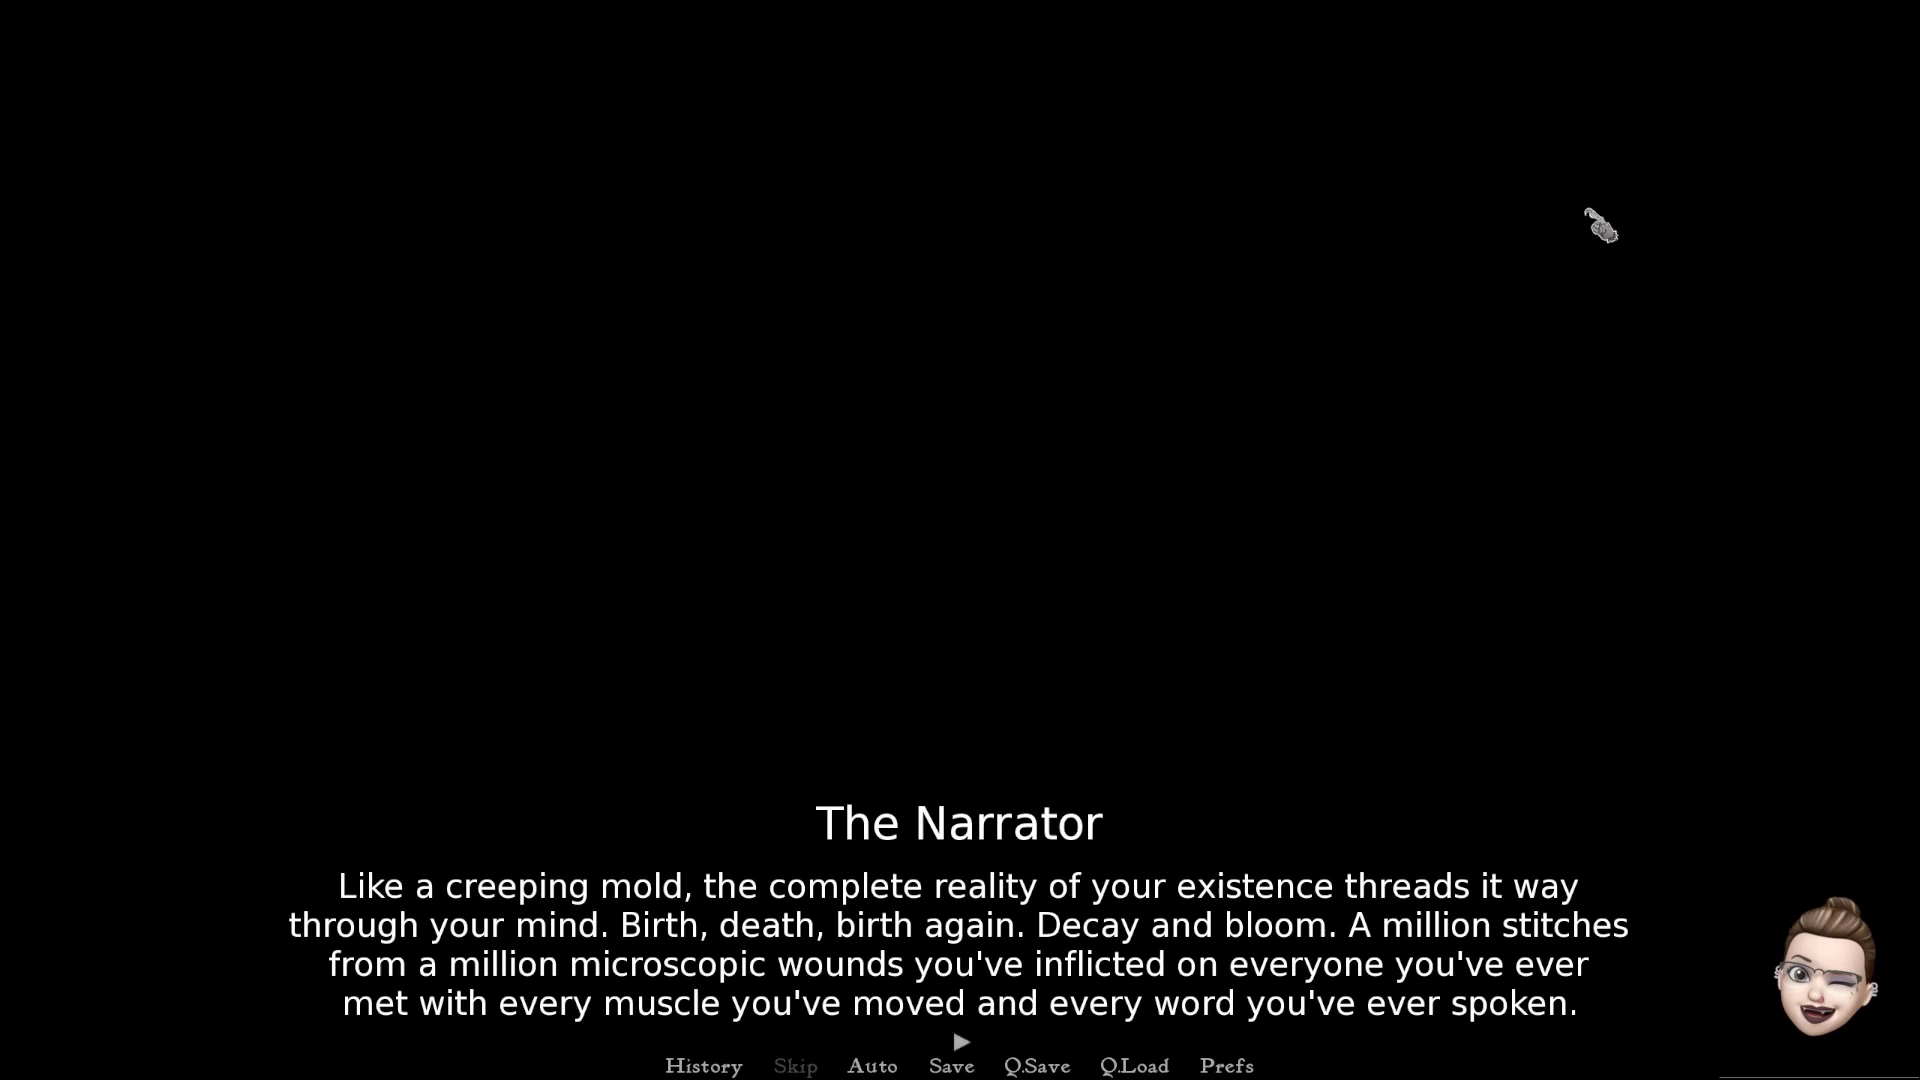 The Narrator
Like a creeping mold, the complete reality of your existence threads it way
through your mind. Birth, death, birth again. Decay and bloom. A million stitches
from a million microscopic wounds you've inflicted on everyone you've ever
met with every muscle you've moved and every word you've ever spoken.
History Skip Auto Save Q.Save Q.Load Prefs